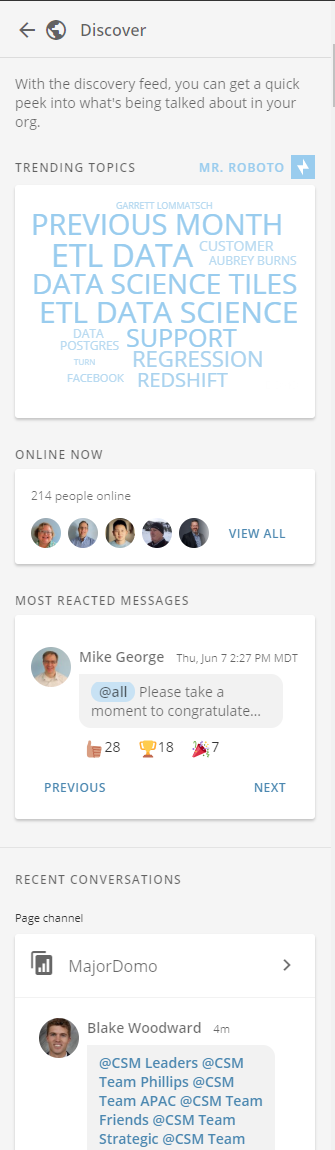 Discover
With the discovery feed, you can get a quick
peek into what's being talked about in your
org.
TRENDING TOPICS
MR. ROBOTO
GARRETT LOMMATSCH
PREVIOUS MONTH
ETL DATA
CUSTOMER
AUBREY BURNS
DATA SCIENCE TILES
ETL DATA SCIENCE
DATA
POSTGRES
SUPPORT
TURN
REGRESSION
FACEBOOK
REDSHIFT
ONLINE NOW
214 people online
VIEW ALL
MOST REACTED MESSAGES
Mike George Thu, Jun 7 2:27 PM MDT
@all Please take a
moment to congratulate...
28 18 7
PREVIOUS
NEXT
RECENT CONVERSATIONS
Page channel
MajorDomo
Blake Woodward 4m
@CSM Leaders @CSM
Team Phillips @CSM
Team APAC @CSM Team
Friends @CSM Team
Strategic @CSM Team